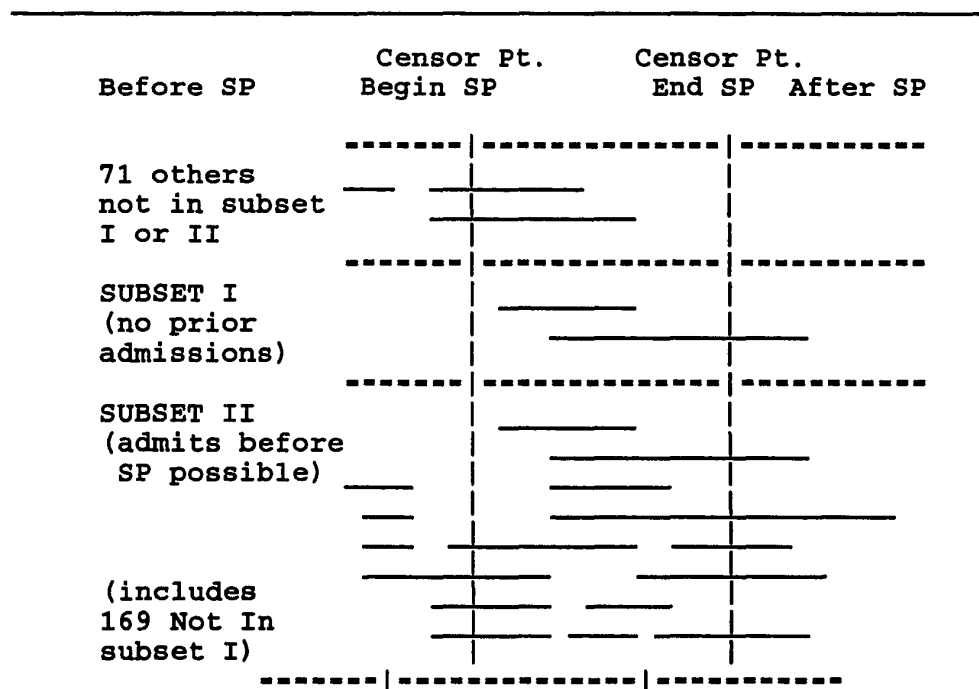 Censor Pt. Censor Pt.
Before SP Begin SP End SP After SP
71 others
not in subset
I or II
SUBSET I
(no prior
admissions)
SUBSET II
(admits before
SP possible)
(includes
169 Not In
subset I)